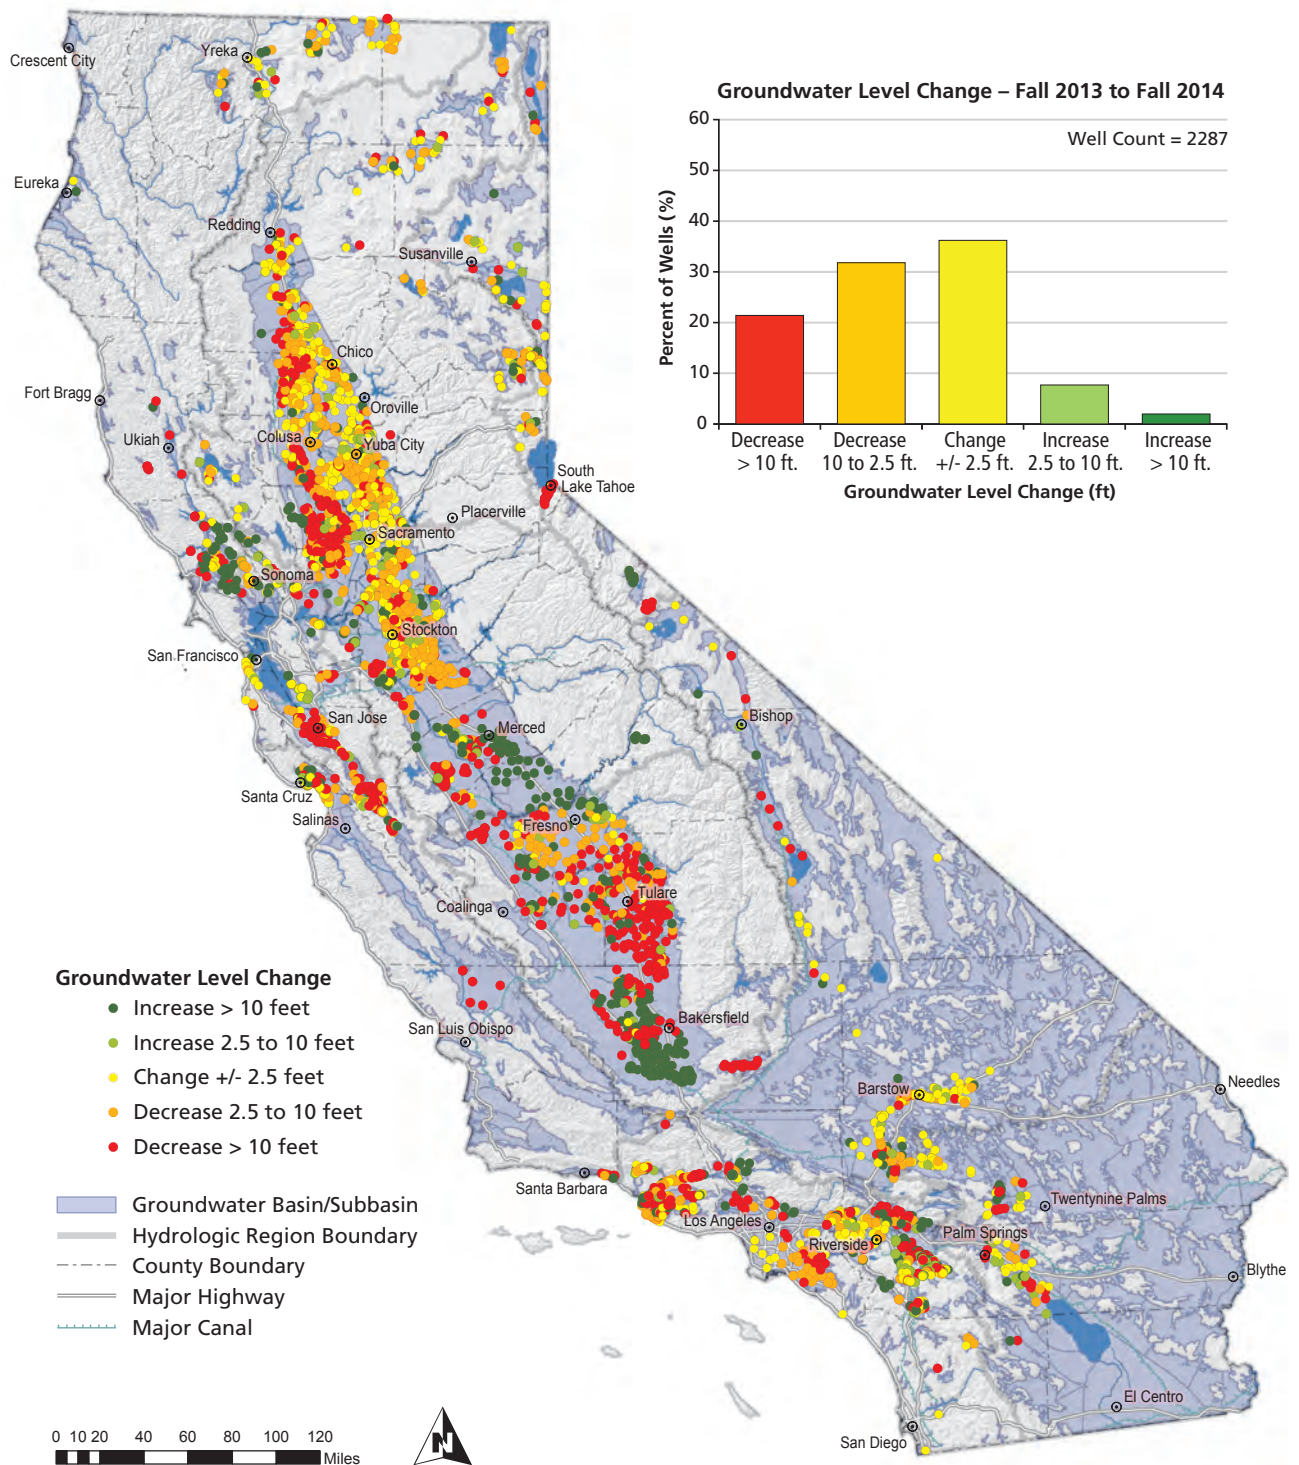 Crescent City
Yreka
Eureka
Redding
Susanville
Chico
Oroville
Fort Bragg
Ukiah
Colusa
Yuba City
South
Lake Tahoe
Placerville
Sacramento
Sonoma
Stockton
San Francisco
San Jose
Merced
Bishop
Santa Cruz
Salinas
Fresno
Tulare
Coalinga
San Luis Obispo
Bakersfield
Barstow
Needles
Santa Barbara
Los Angeles
Riverside
Palm Springs
Twentynine Palms
Blythe
El Centro
San Diego
Groundwater Level Change – Fall 2013 to Fall 2014
Well Count = 2287
Percent of Wells (%)
60
50
40
30
20
10
0
Decrease
> 10 ft.
Decrease
10 to 2.5 ft.
Change
+/- 2.5 ft.
Increase
2.5 to 10 ft.
Increase
> 10 ft.
Groundwater Level Change (ft)
Groundwater Level Change
Increase > 10 feet
Increase 2.5 to 10 feet
Change +/- 2.5 feet
Decrease 2.5 to 10 feet
Decrease > 10 feet
Groundwater Basin/Subbasin
Hydrologic Region Boundary
County Boundary
Major Highway
Major Canal
0 10 20 40 60 80 100 120
Miles
N